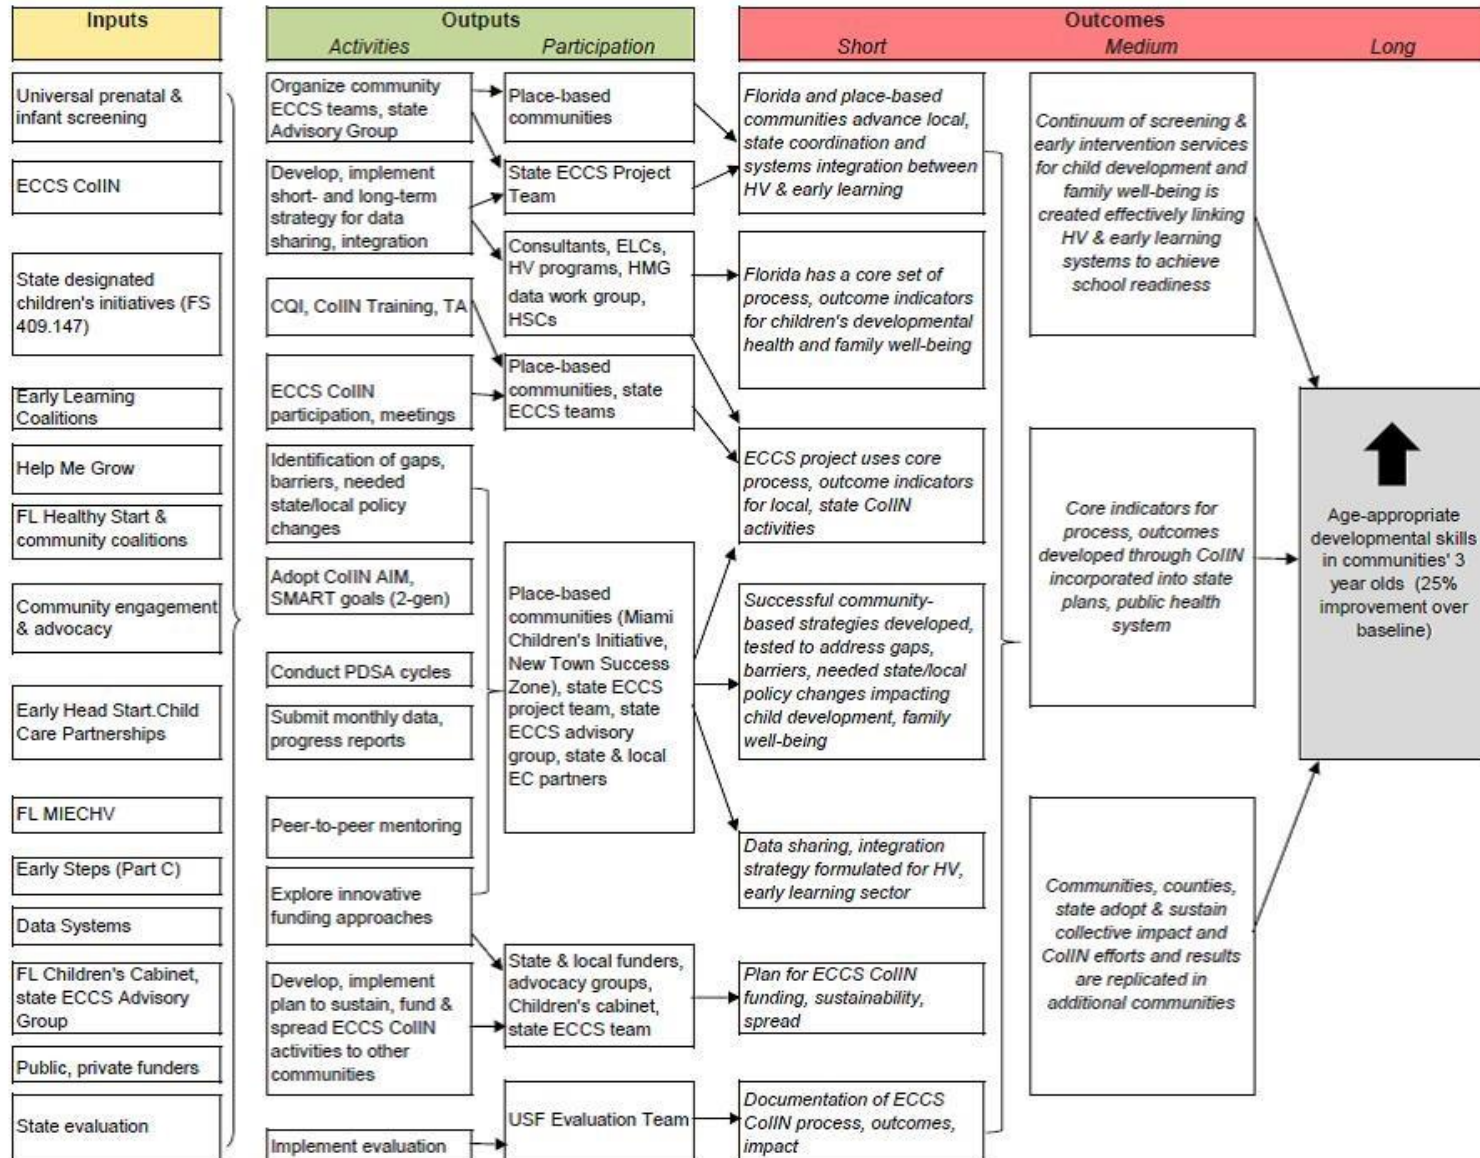 Inputs
Outputs
Activities
Participation
Outcomes
Short
Medium
Long
Universal prenatal &
infant screening
ECCS CoIIN
State designated
children's initiatives (FS
409.147)
Early Learning
Coalitions
Help Me Grow
FL Healthy Start &
community coalitions
Community engagement
& advocacy
Early Head Start.Child
Care Partnerships
FL MIECHV
Early Steps (Part C)
Data Systems
FL Children's Cabinet,
state ECCS Advisory
Group
Public, private funders
State evaluation
Organize community
ECCS teams, state
Advisory Group
Develop, implement
short- and long-term
strategy for data
sharing, integration
CQI, CoIIN Training, TA
ECCS CoIIN
participation, meetings
Identification of gaps,
barriers, needed
state/local policy
changes
Adopt CoIIN AIM,
SMART goals (2-gen)
Conduct PDSA cycles
Submit monthly data,
progress reports
Peer-to-peer mentoring
Explore innovative
funding approaches
Develop, implement
plan to sustain, fund &
spread ECCS CoIIN
activities to other
communities
Implement evaluation
Place-based
communities
State ECCS Project
Team
Consultants, ELCs,
HV programs, HMG
data work group,
HSCs
Place-based
communities, state
ECCS teams
Place-based
communities (Miami
Children's Initiative,
New Town Success
Zone), state ECCS
project team, state
ECCS advisory
group, state & local
EC partners
State & local funders,
advocacy groups,
Children's cabinet,
state ECCS team
USF Evaluation Team
Florida and place-based
communities advance local,
state coordination and
systems integration between
HV & early learning
Florida has a core set of
process, outcome indicators
for children's developmental
health and family well-being
ECCS project uses core
process, outcome indicators
for local, state CoIIN
activities
Successful community-
based strategies developed,
tested to address gaps,
barriers, needed state/local
policy changes impacting
child development, family
well-being
Data sharing, integration
strategy formulated for HV,
early learning sector
Plan for ECCS CoIIN
funding, sustainability,
spread
Documentation of ECCS
CoIIN process, outcomes,
impact
Continuum of screening &
early intervention services
for child development and
family well-being is
created effectively linking
HV & early learning
systems to achieve
school readiness
Core indicators for
process, outcomes
developed through CoIIN
incorporated into state
plans, public health
system
Communities, counties,
state adopt & sustain
collective impact and
CoIIN efforts and results
are replicated in
additional communities
Age-appropriate
developmental skills
in communities' 3
year olds (25%
improvement over
baseline)